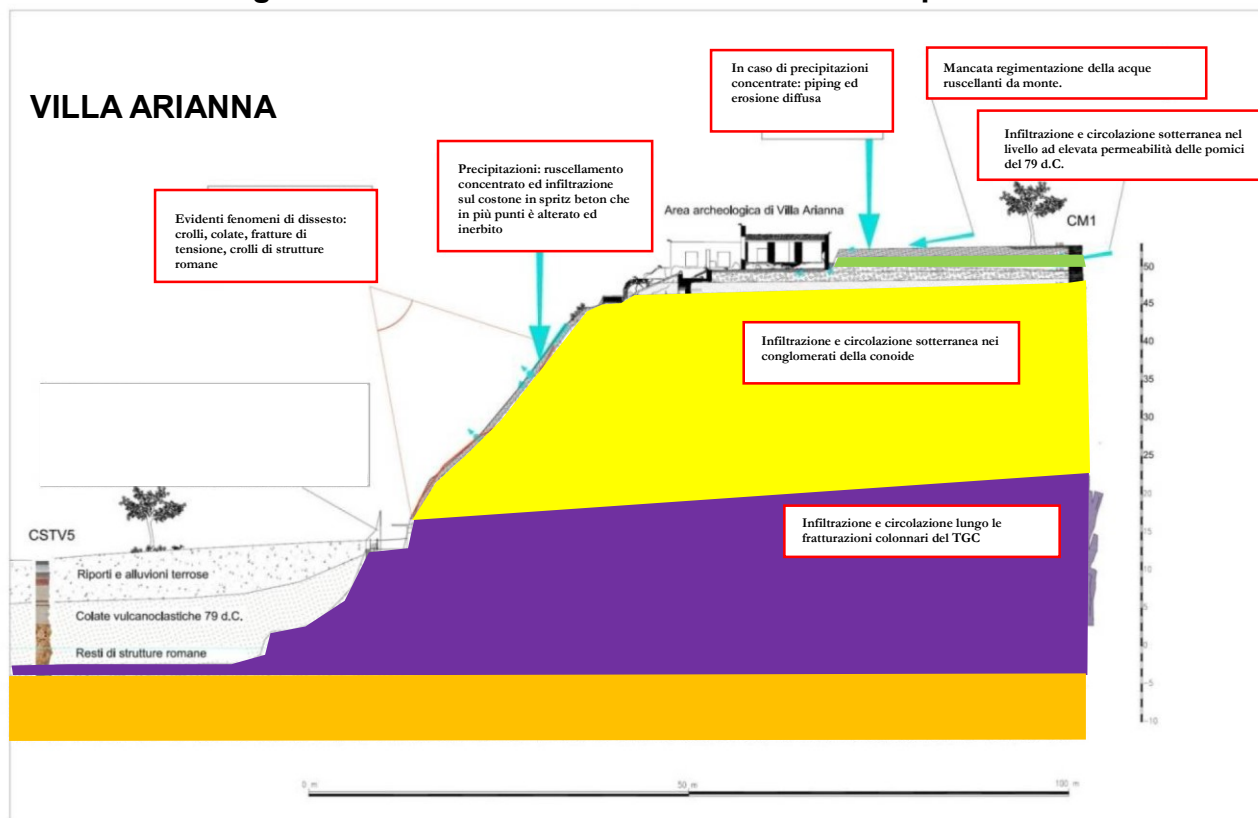 VILLA ARIANNA
In caso di precipitazioni
concentrate: piping ed
erosione diffusa
Mancata regimentazione della acque
ruscellanti da monte.
Infiltrazione e circolazione sotterranea nel
livello ad elevata permeabilità delle pomici
del 79 d.C.
Precipitazioni: ruscellamento
concentrato ed infiltrazione
sul costone in spritz beton che
in più punti è alterato ed
inerbito
Evidenti fenomeni di dissesto:
crolli, colate, fratture di
tensione, crolli di strutture
romane
Area archeologica di Villa Arianna
CM1
Infiltrazione e circolazione sotterranea nei
conglomerati della conoide
Infiltrazione e circolazione lungo le
fratturazioni colonnari del TGC
CSTV5
Riporti e alluvioni terrose
Colate vulcanoclastiche 79 d.C.
Resti di strutture romane
50
45
40
35
30
25
20
15
10
5
0
-5
-10
0 m
50 m
100 m